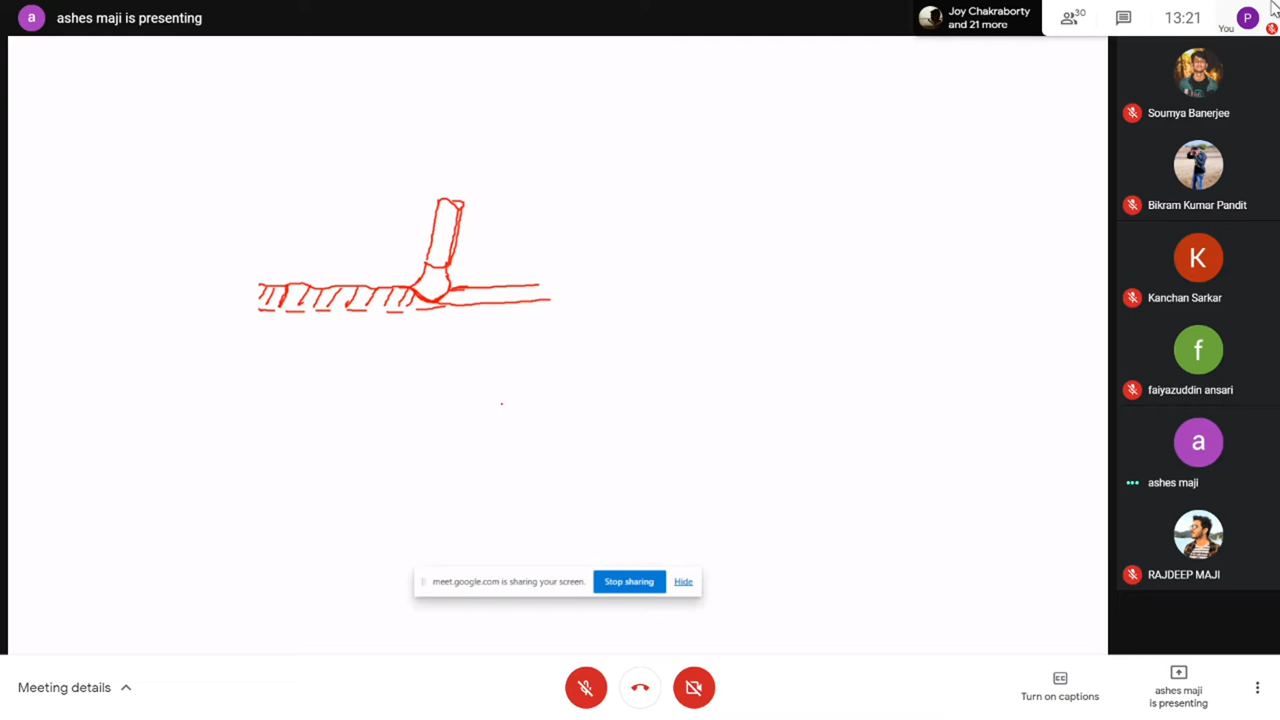 a
ashes maji is presenting
Joy Chakraborty
and 21 more
30
13:21
You
P
Soumya Banerjee
Bikram Kumar Pandit
K
Kanchan Sarkar
f
faiyazuddin ansari
a
ashes maji
RAJDEEP MAJI
meet.google.com is sharing your screen.
Stop sharing
Hide
Meeting details
CC
Turn on captions
ashes maji
is presenting